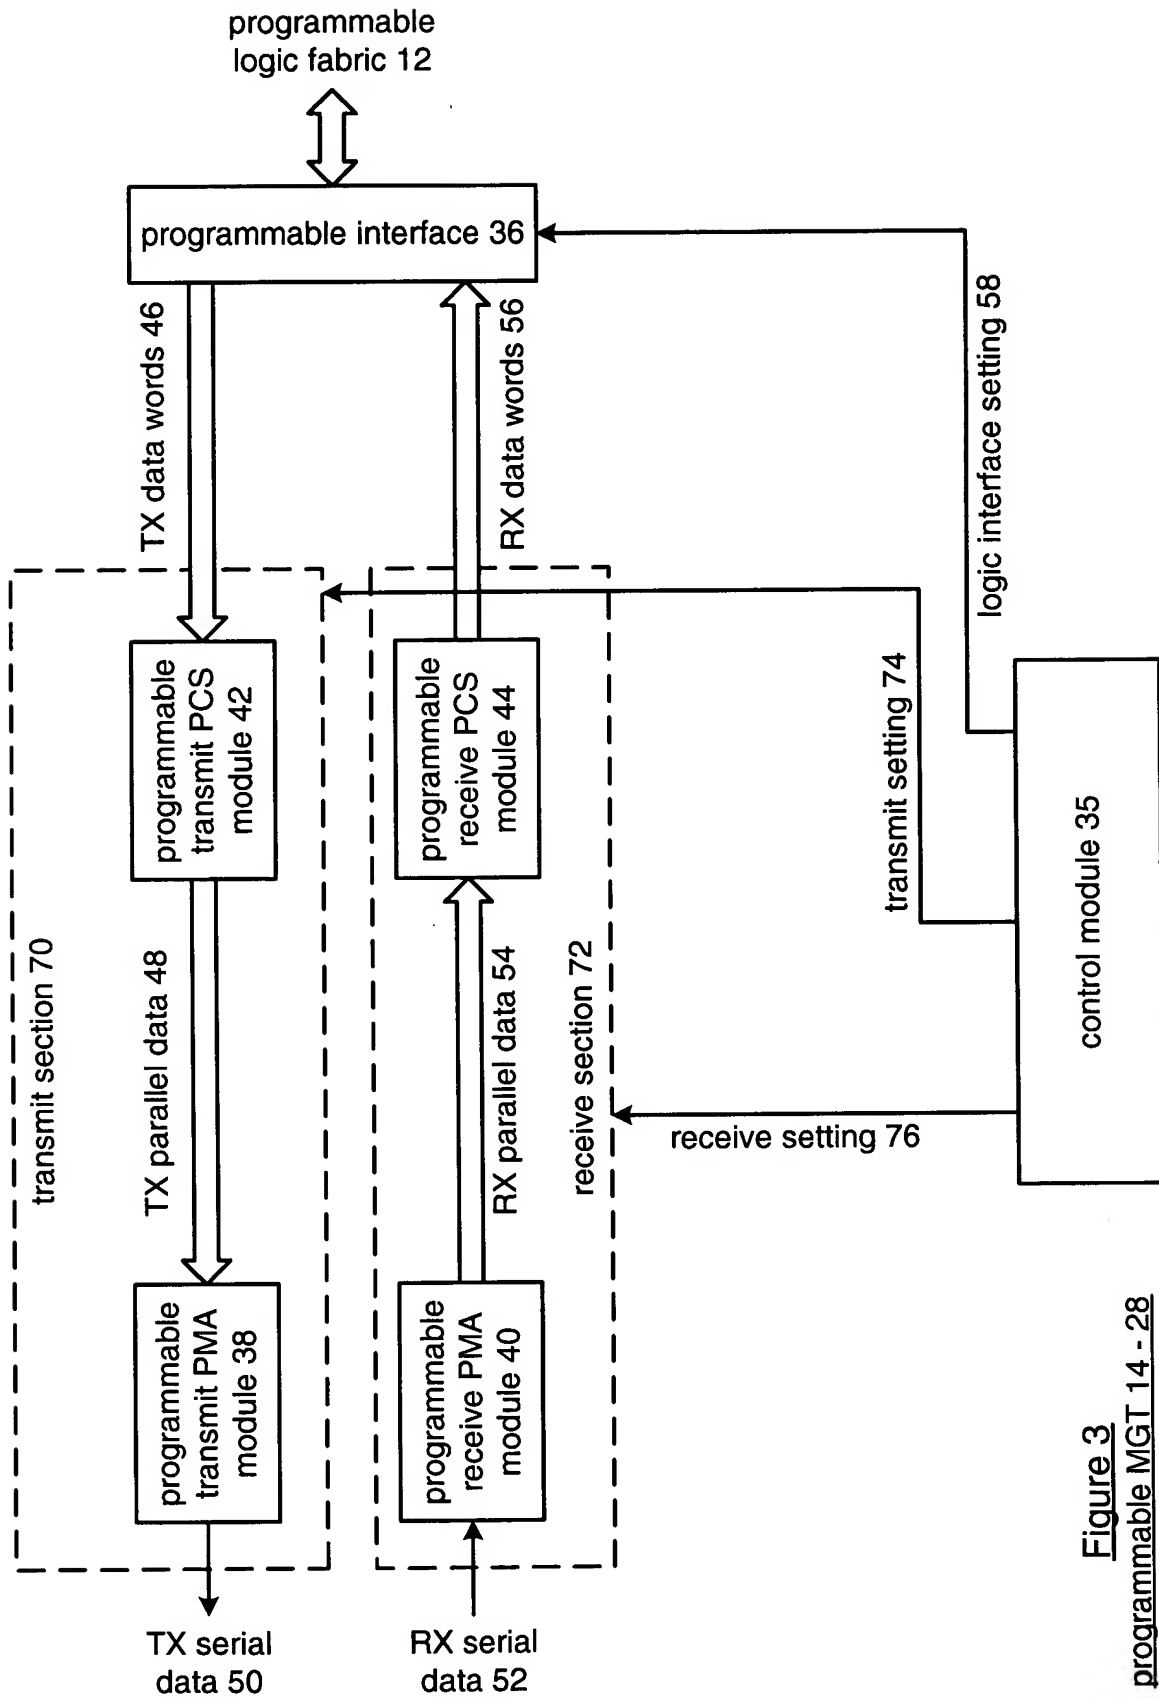 programmable
logic fabric 12
programmable interface 36
TX data words 46
RX data words 56
logic interface setting 58
transmit section 70
programmable
transmit PCS
module 42
programmable
receive PCS
module 44
transmit setting 74
TX parallel data 48
RX parallel data 54
receive section 72
receive setting 76
control module 35
programmable
transmit PMA
module 38
programmable
receive PMA
module 40
TX serial
data 50
RX serial
data 52
Figure 3
programmable MGT 14 - 28